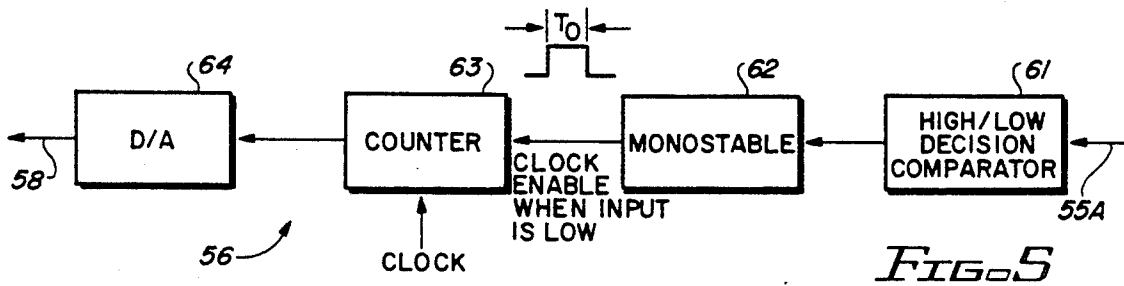 T0
64
63
62
61
D/A
COUNTER
MONOSTABLE
HIGH/LOW
DECISION
COMPARATOR
58
CLOCK
ENABLE
WHEN INPUT
IS LOW
55A
56
CLOCK
FIG. 5